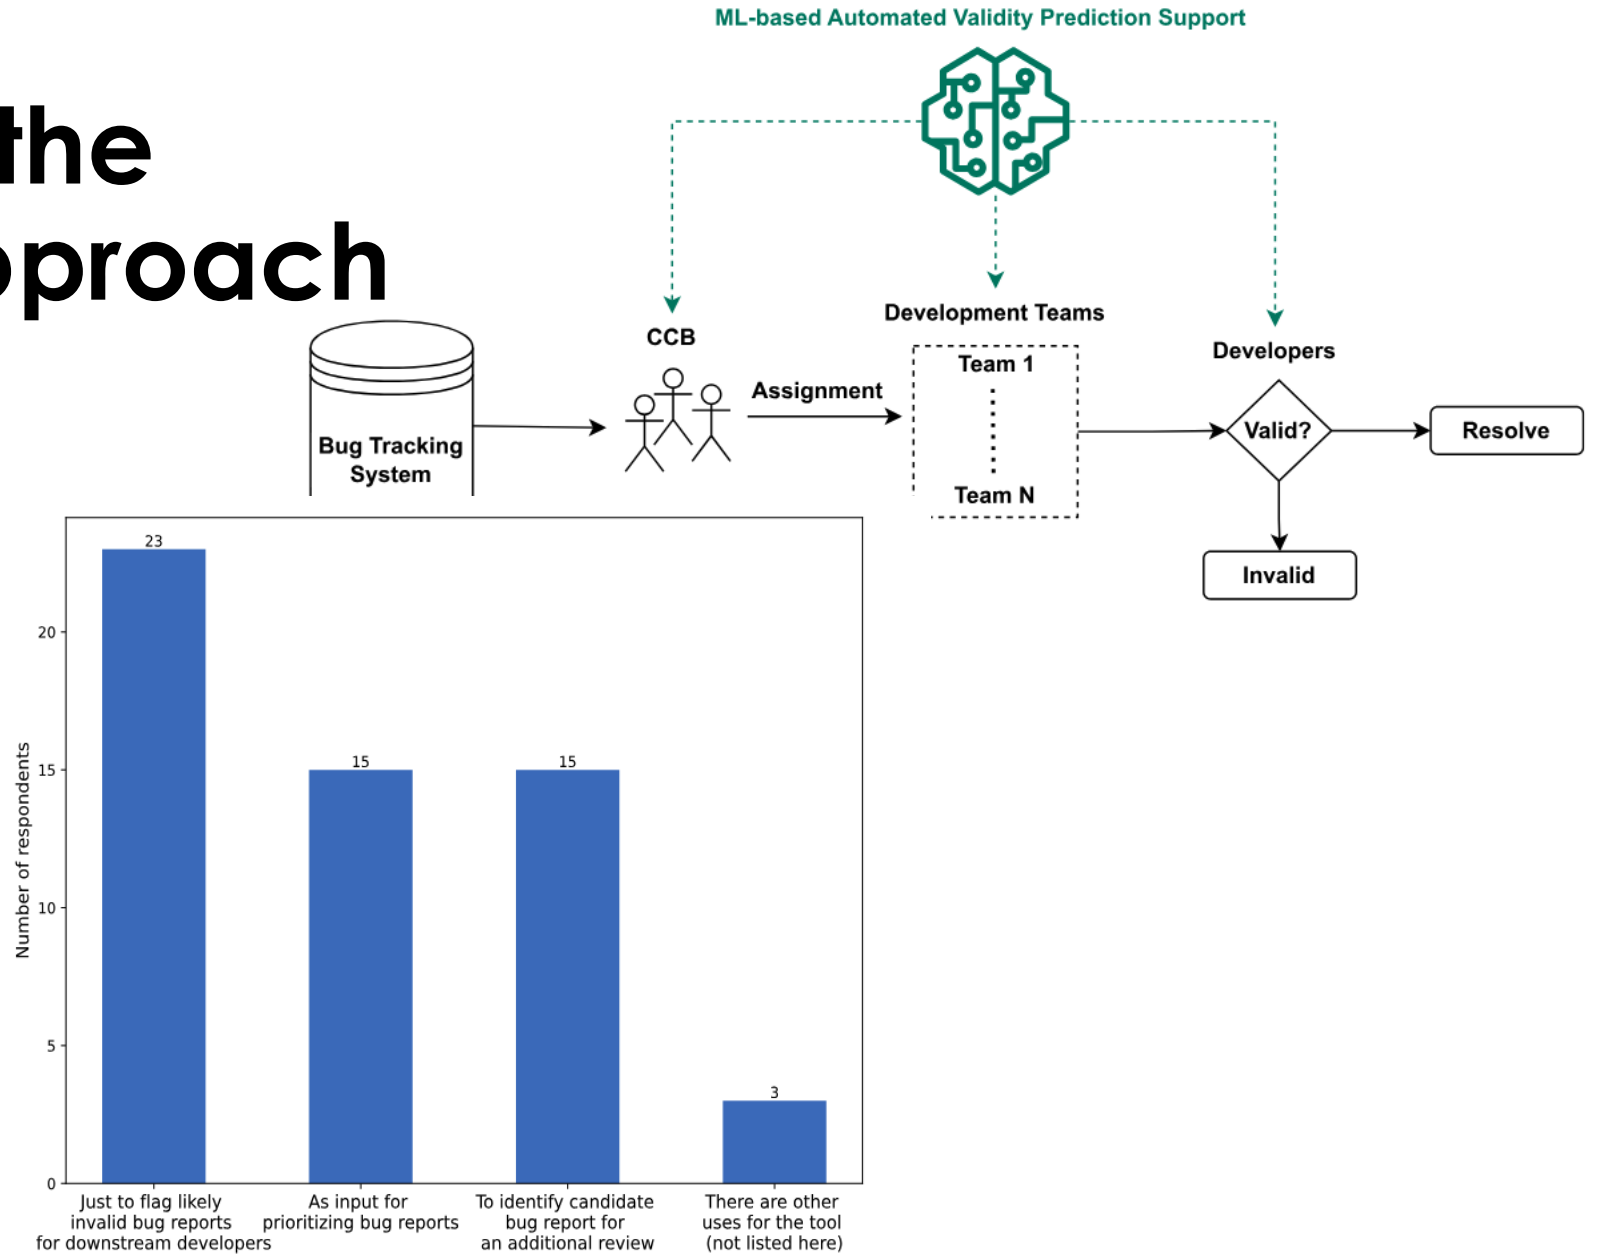 ML-based Automated Validity Prediction Support
the
pproach
CCB
Development Teams
Developers
Bug Tracking
System
Assignment
Team 1
Team N
Valid?
Resolve
Invalid
23
15
15
3
20
15
10
5
0
Number of respondents
Just to flag likely
invalid bug reports
for downstream developers
As input for
prioritizing bug reports
To identify candidate
bug report for
an additional review
There are other
uses for the tool
(not listed here)